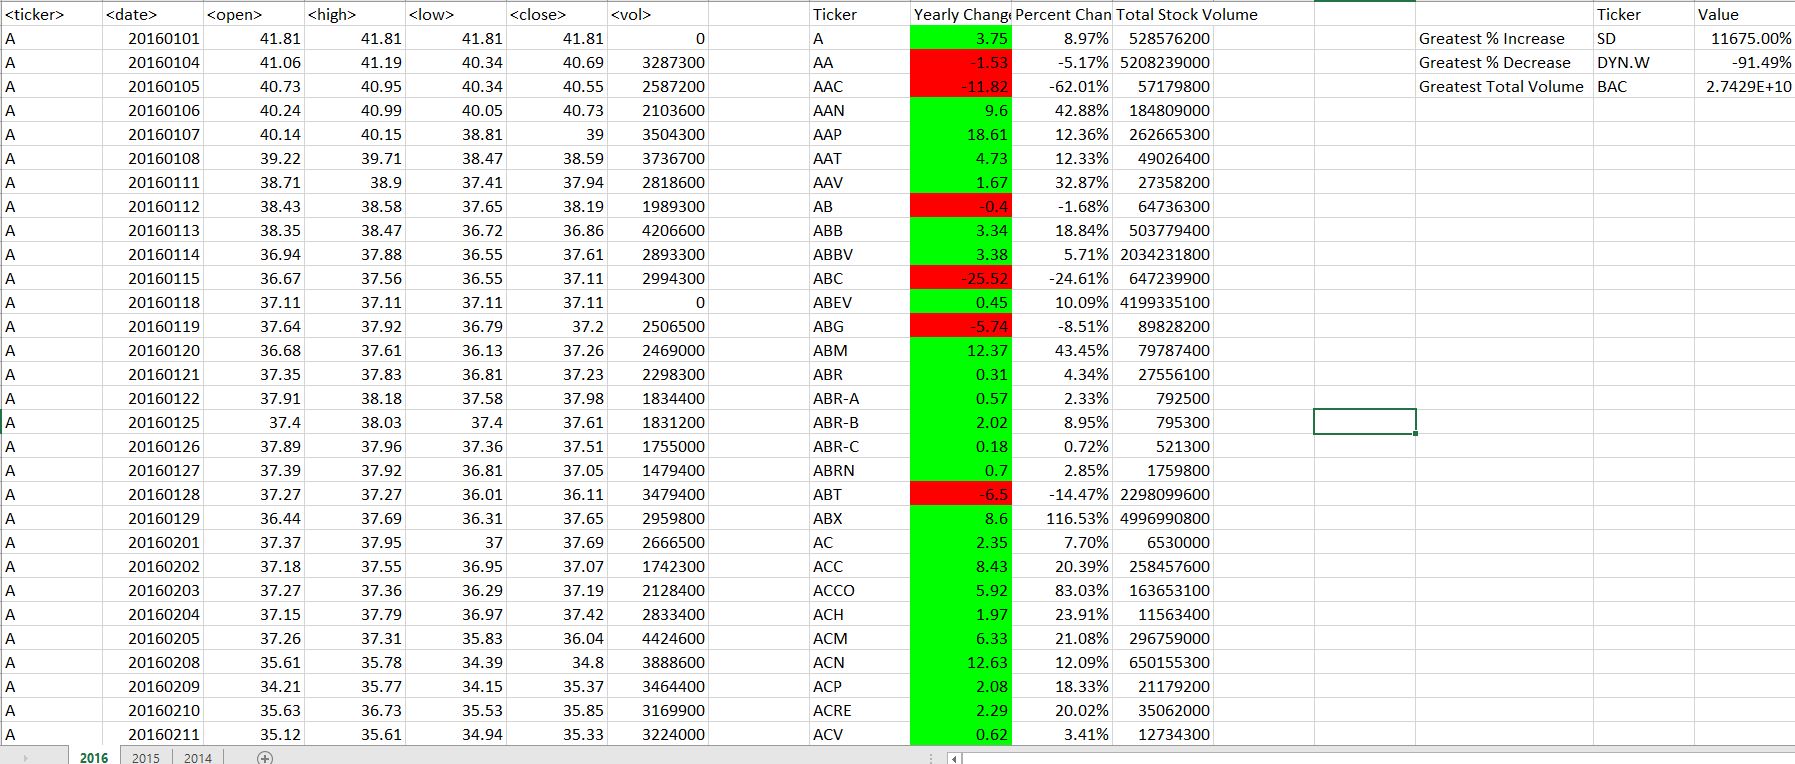 <ticker> <date> <open> <high> <low> <close> <vol> Ticker Yearly Change Percent Chan Total Stock Volume Ticker Value
A 20160101 41.81 41.81 41.81 41.81 0 A 3.75 8.97% 528576200 Greatest % Increase SD 11675.00%
A 20160104 41.06 41.19 40.34 40.69 3287300 AA -1.53 -5.17% 5208239000 Greatest % Decrease DYN.W -91.49%
A 20160105 40.73 40.95 40.34 40.55 2587200 AAC -11.82 -62.01% 57179800 Greatest Total Volume BAC 2.7429E+10
A 20160106 40.24 40.99 40.05 40.73 2103600 AAN 9.6 42.88% 184809000
A 20160107 40.14 40.15 38.81 39 3504300 AAP 18.61 12.36% 262665300
A 20160108 39.22 39.71 38.47 38.59 3736700 AAT 4.73 12.33% 49026400
A 20160111 38.71 38.9 37.41 37.94 2818600 AAV 1.67 32.87% 27358200
A 20160112 38.43 38.58 37.65 38.19 1989300 AB -0.4 -1.68% 64736300
A 20160113 38.35 38.47 36.72 36.86 4206600 ABB 3.34 18.84% 503779400
A 20160114 36.94 37.88 36.55 37.61 2893300 ABBV 3.38 5.71% 2034231800
A 20160115 36.67 37.56 36.55 37.11 2994300 ABC -25.52 -24.61% 647239900
A 20160118 37.11 37.11 37.11 37.11 0 ABEV 0.45 10.09% 4199335100
A 20160119 37.64 37.92 36.79 37.2 2506500 ABG -5.74 -8.51% 89828200
A 20160120 36.68 37.61 36.13 37.26 2469000 ABM 12.37 43.45% 79787400
A 20160121 37.35 37.83 36.81 37.23 2298300 ABR 0.31 4.34% 27556100
A 20160122 37.91 38.18 37.58 37.98 1834400 ABR-A 0.57 2.33% 792500
A 20160125 37.4 38.03 37.4 37.61 1831200 ABR-B 2.02 8.95% 795300
A 20160126 37.89 37.96 37.36 37.51 1755000 ABR-C 0.18 0.72% 521300
A 20160127 37.39 37.92 36.81 37.05 1479400 ABRN 0.7 2.85% 1759800
A 20160128 37.27 37.27 36.01 36.11 3479400 ABT -6.5 -14.47% 2298099600
A 20160129 36.44 37.69 36.31 37.65 2959800 ABX 8.6 116.53% 4996990800
A 20160201 37.37 37.95 37 37.69 2666500 AC 2.35 7.70% 6530000
A 20160202 37.18 37.55 36.95 37.07 1742300 ACC 8.43 20.39% 258457600
A 20160203 37.27 37.36 36.29 37.19 2128400 ACCO 5.92 83.03% 163653100
A 20160204 37.15 37.79 36.97 37.42 2833400 ACH 1.97 23.91% 11563400
A 20160205 37.26 37.31 35.83 36.04 4424600 ACM 6.33 21.08% 296759000
A 20160208 35.61 35.78 34.39 34.8 3888600 ACN 12.63 12.09% 650155300
A 20160209 34.21 35.77 34.15 35.37 3464400 ACP 2.08 18.33% 21179200
A 20160210 35.63 36.73 35.53 35.85 3169900 ACRE 2.29 20.02% 35062000
A 20160211 35.12 35.61 34.94 35.33 3224000 ACV 0.62 3.41% 12734300
2016 2015 2014